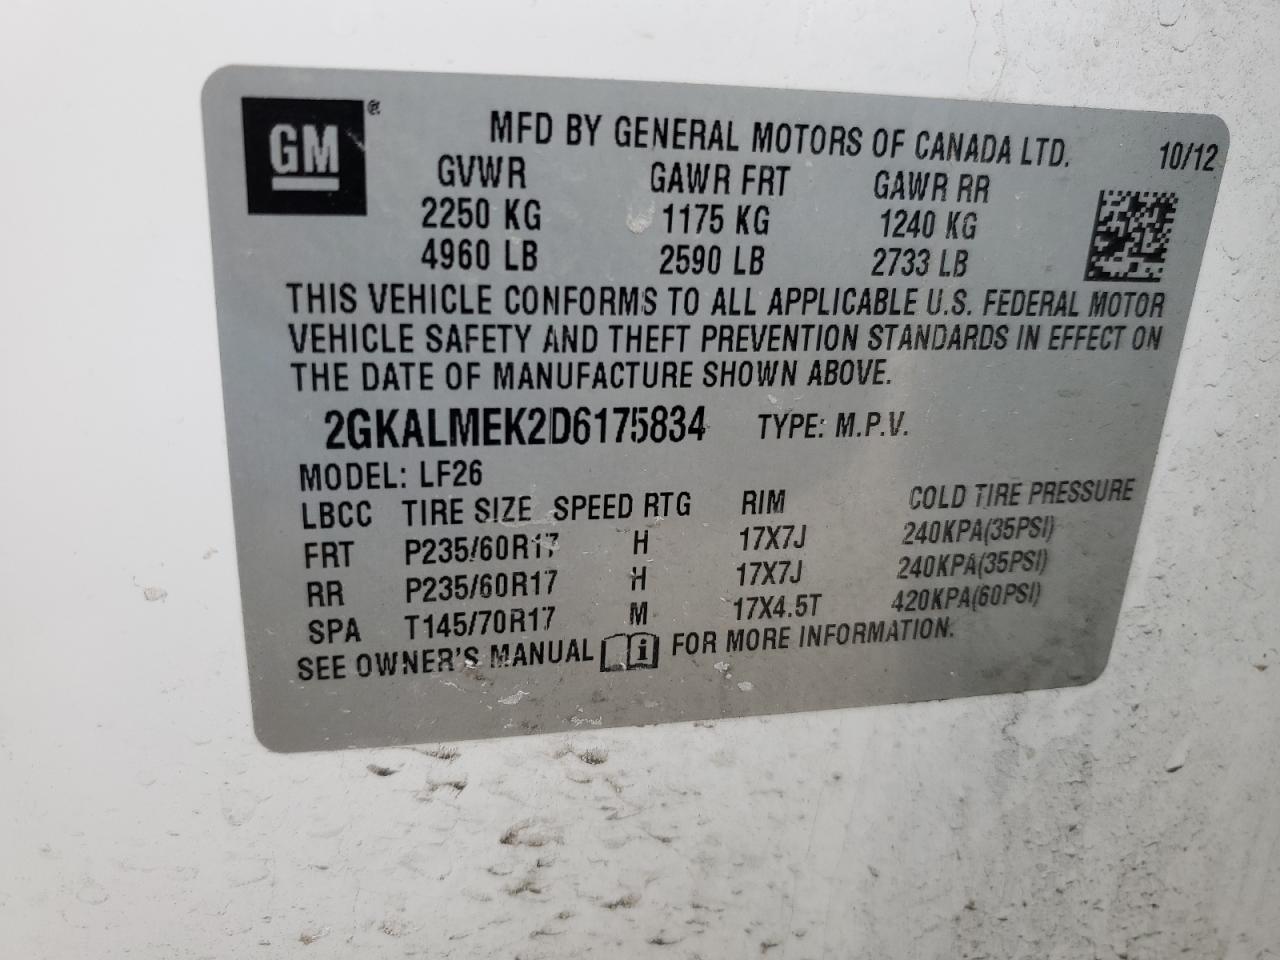 GM® MFD BY GENERAL MOTORS OF CANADA LTD. 10/12
GVWR GAWR FRT GAWR RR
2250 KG 1175 KG 1240 KG
4960 LB 2590 LB 2733 LB
THIS VEHICLE CONFORMS TO ALL APPLICABLE U.S. FEDERAL MOTOR
VEHICLE SAFETY AND THEFT PREVENTION STANDARDS IN EFFECT ON
THE DATE OF MANUFACTURE SHOWN ABOVE.
2GKALMEK2D6175834 TYPE: M.P.V.
MODEL: LF26
LBCC TIRE SIZE SPEED RTG RIM COLD TIRE PRESSURE
FRT P235/60R17 H 17X7J 240KPA(35PSI)
RR P235/60R17 H 17X7J 240KPA(35PSI)
SPA T145/70R17 M 17X4.5T 420KPA(60PSI)
SEE OWNER'S MANUAL i FOR MORE INFORMATION.